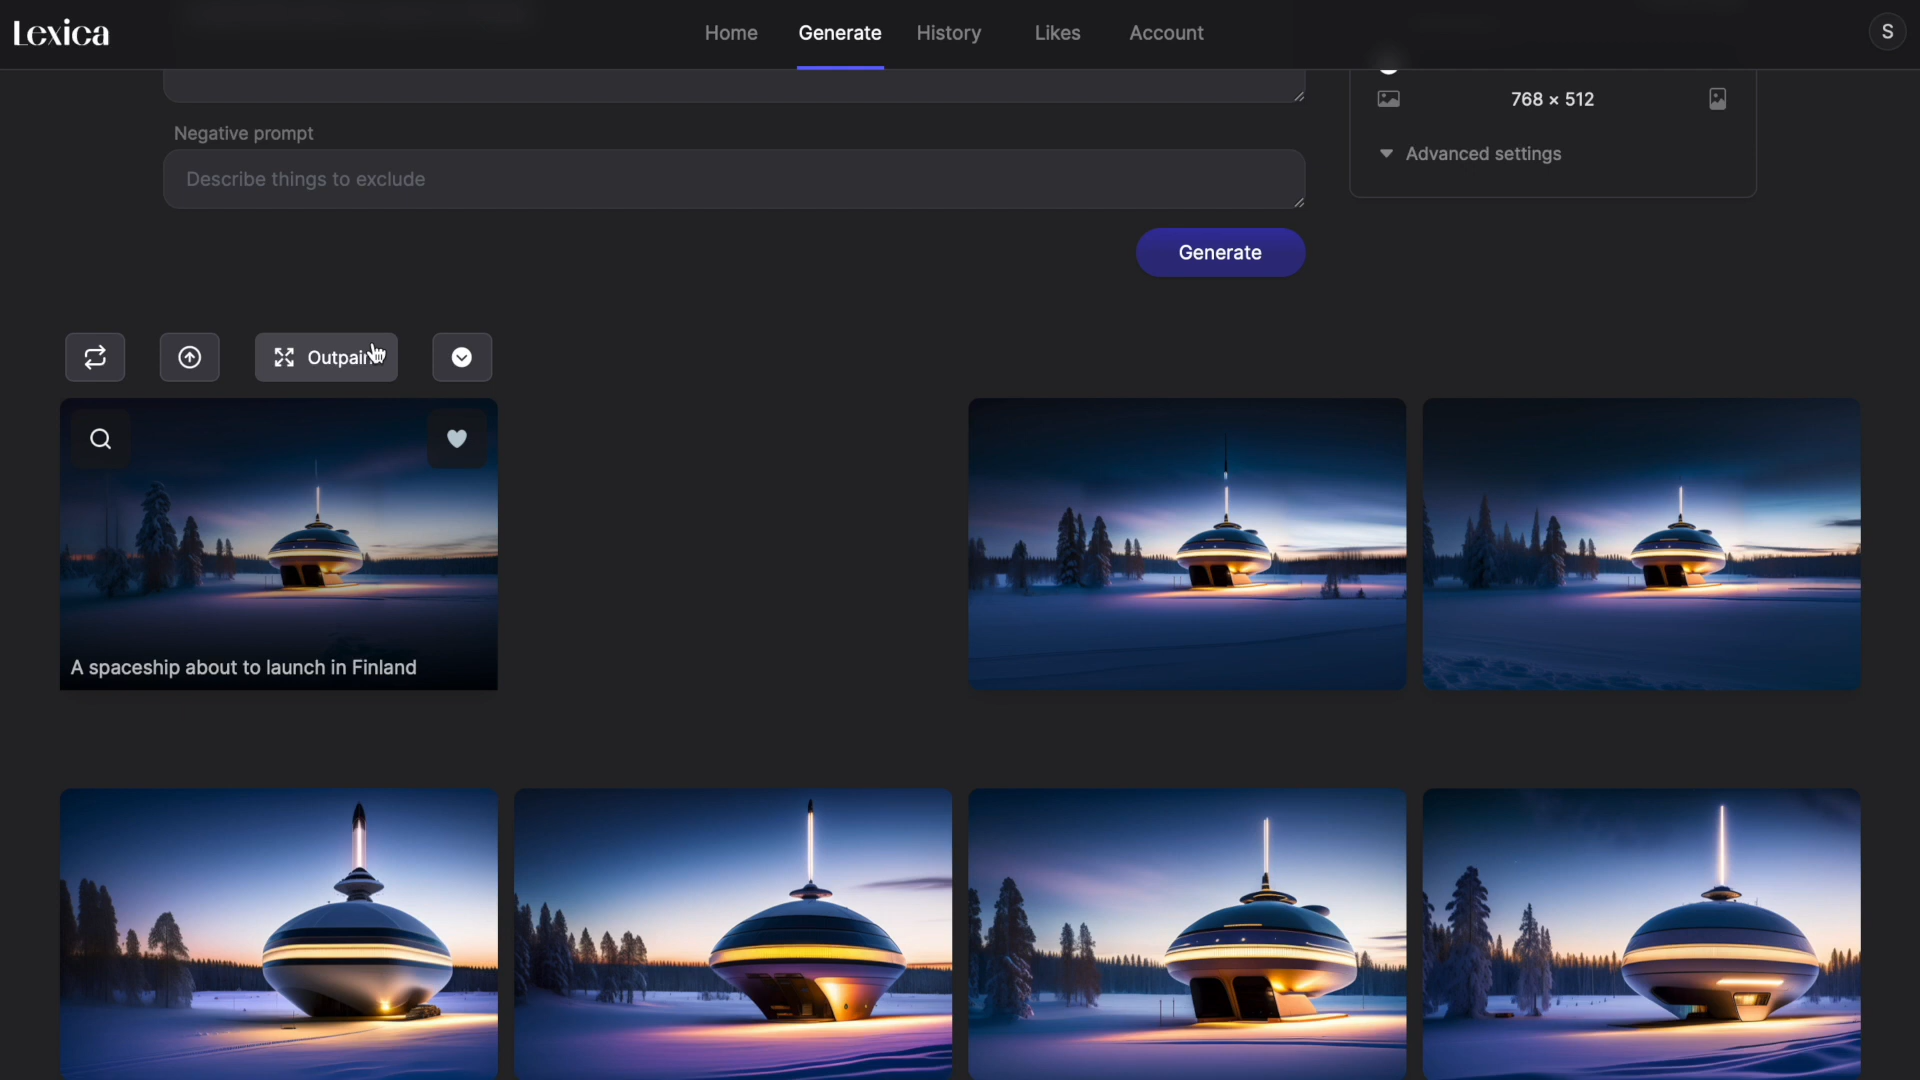 Lexica
Home
Generate
History
Likes
Account
S
768 × 512
Negative prompt
Advanced settings
Describe things to exclude
Generate
Outpaint
A spaceship about to launch in Finland